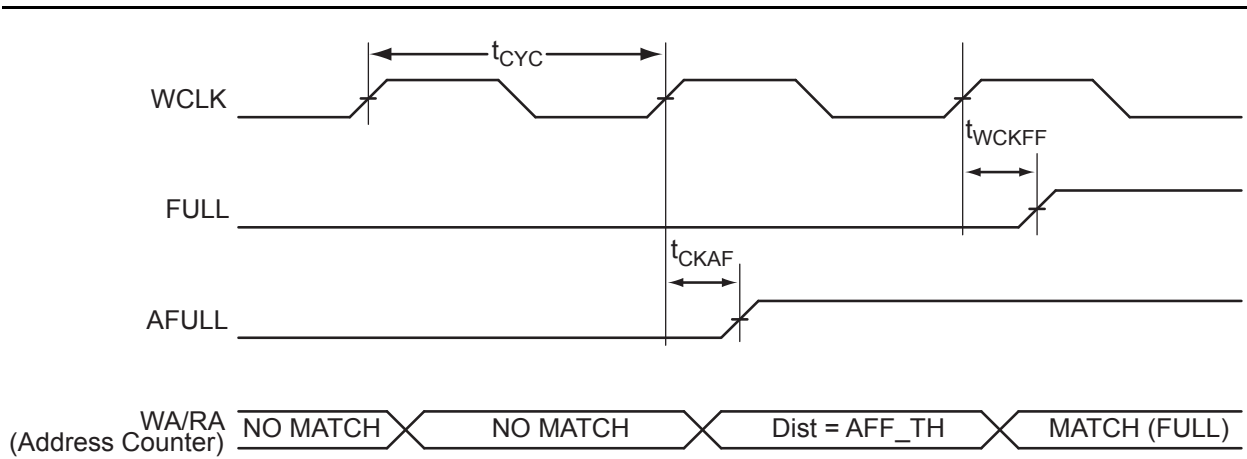 tCYC
WCLK
tWCKFF
FULL
tCKAF
AFULL
WA/RA
(Address Counter)
NO MATCH
NO MATCH
Dist = AFF_TH
MATCH (FULL)